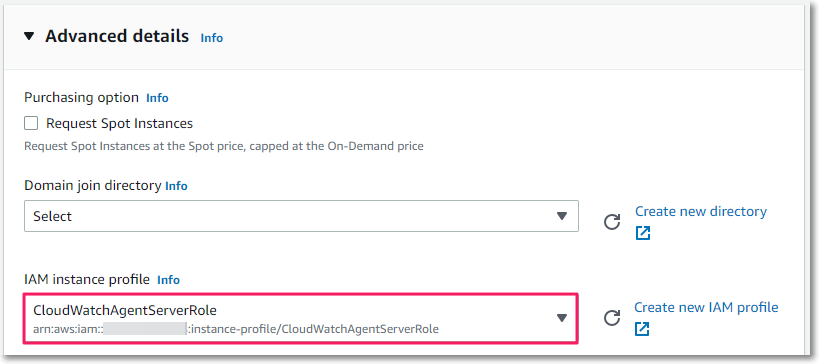 Advanced details Info
Purchasing option Info
Request Spot Instances
Request Spot Instances at the Spot price, capped at the On-Demand price
Domain join directory Info
Select
Create new directory
IAM instance profile Info
CloudWatchAgentServerRole
arn:aws:iam:: :instance-profile/CloudWatchAgentServerRole
Create new IAM profile